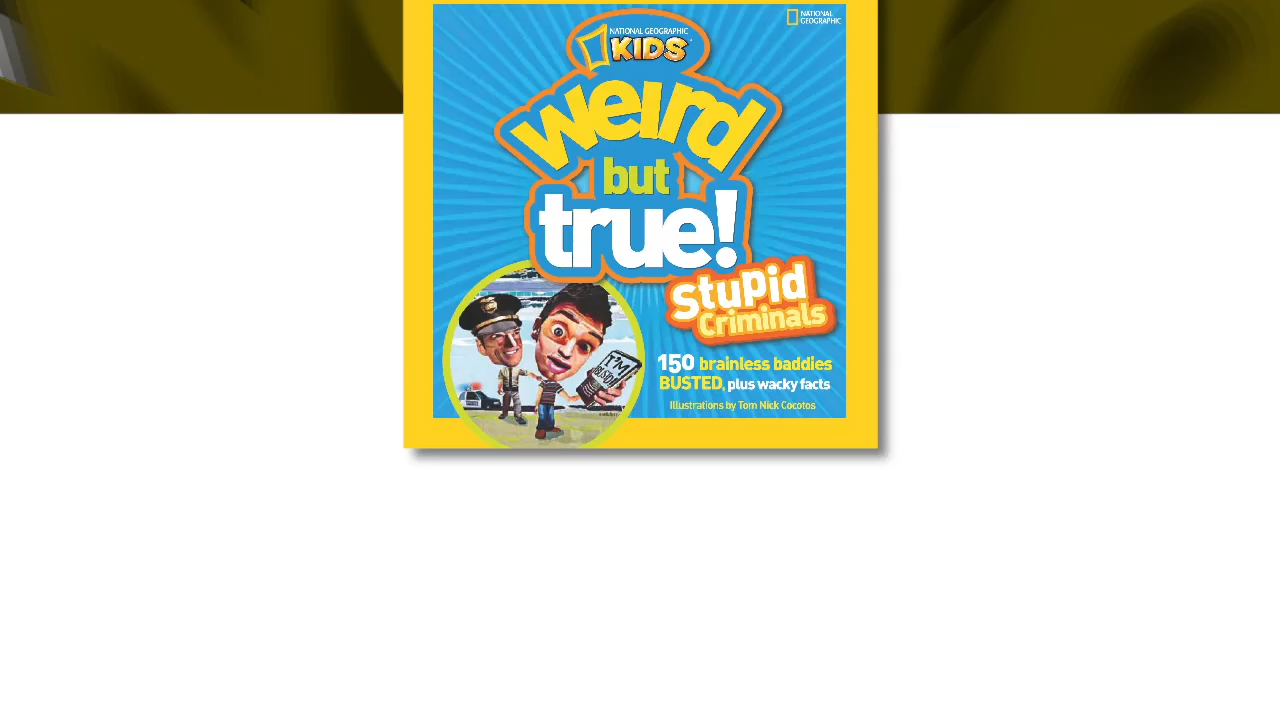 NATIONAL
GEOGRAPHIC
NATIONAL GEOGRAPHIC
KIDS
weird
but
true!
Stupid
Criminals
150 brainless baddies
BUSTED, plus wacky facts
Illustrations by Tom Nick Cocotos
I'M